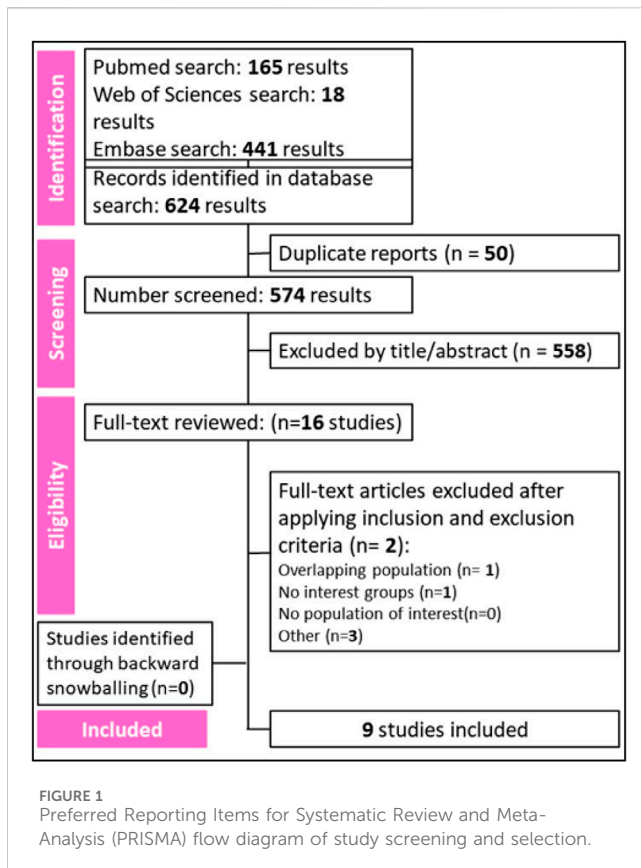 Identification
Pubmed search: 165 results
Web of Sciences search: 18
results
Embase search: 441 results
Records identified in database
search: 624 results
Screening
Duplicate reports (n = 50)
Number screened: 574 results
Excluded by title/abstract (n = 558)
Eligibility
Full-text reviewed: (n=16 studies)
Full-text articles excluded after
applying inclusion and exclusion
criteria (n= 2):
Overlapping population (n= 1)
No interest groups (n=1)
No population of interest(n=0)
Other (n=3)
Studies identified
through backward
snowballing (n=0)
Included
9 studies included
FIGURE 1
Preferred Reporting Items for Systematic Review and Meta-
Analysis (PRISMA) flow diagram of study screening and selection.